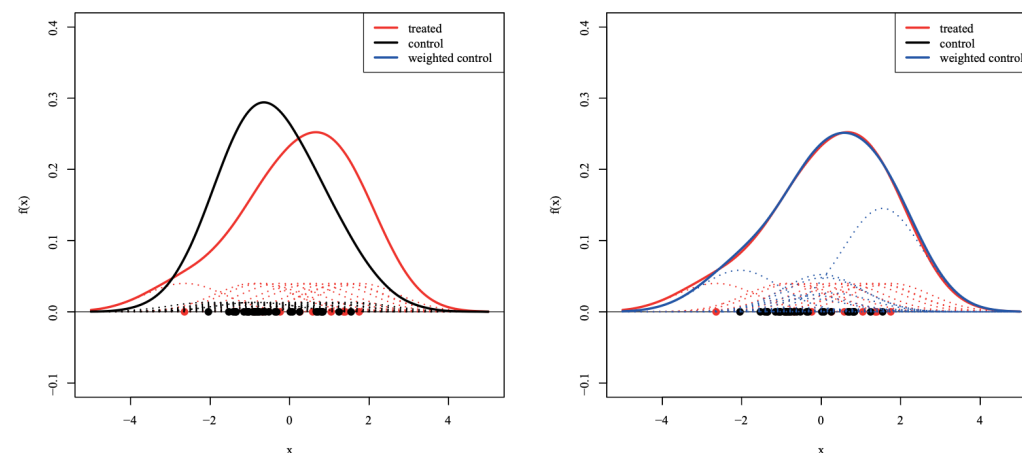 treated
control
weighted control
f(x)
0.4
0.3
0.2
0.1
0.0
−0.1
−4 −2 0 2 4
x
treated
control
weighted control
f(x)
0.4
0.3
0.2
0.1
0.0
−0.1
−4 −2 0 2 4
x